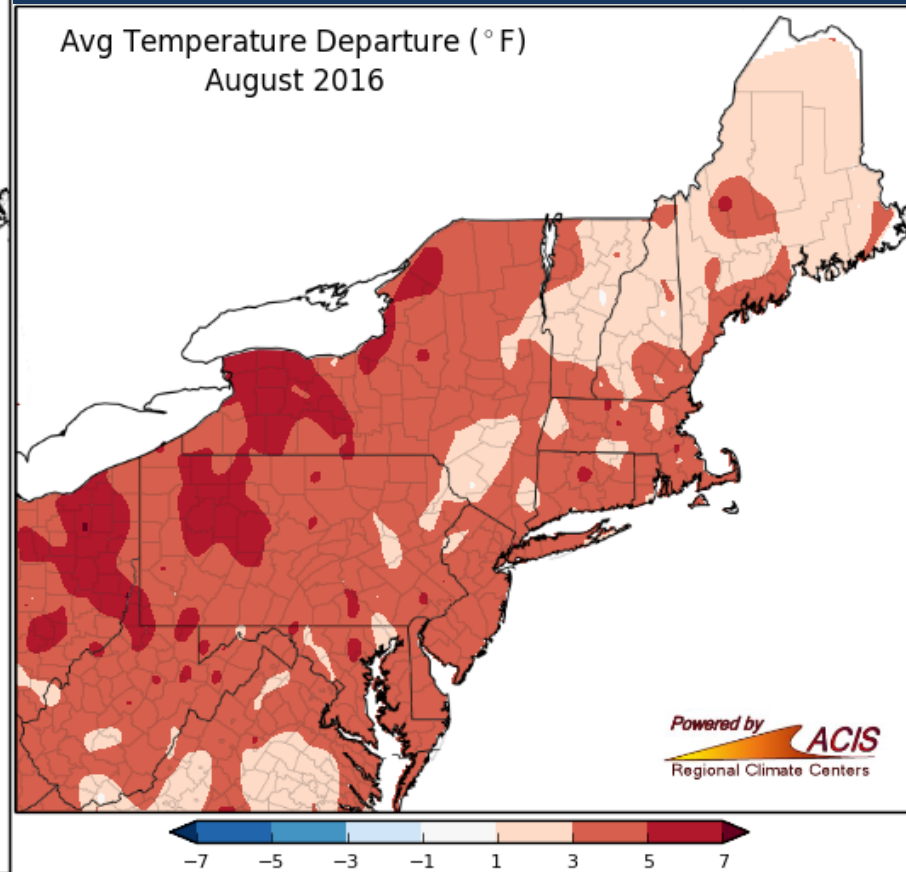 Avg Temperature Departure (°F)
August 2016
Powered by
ACIS
Regional Climate Centers
−7 −5 −3 −1 1 3 5 7